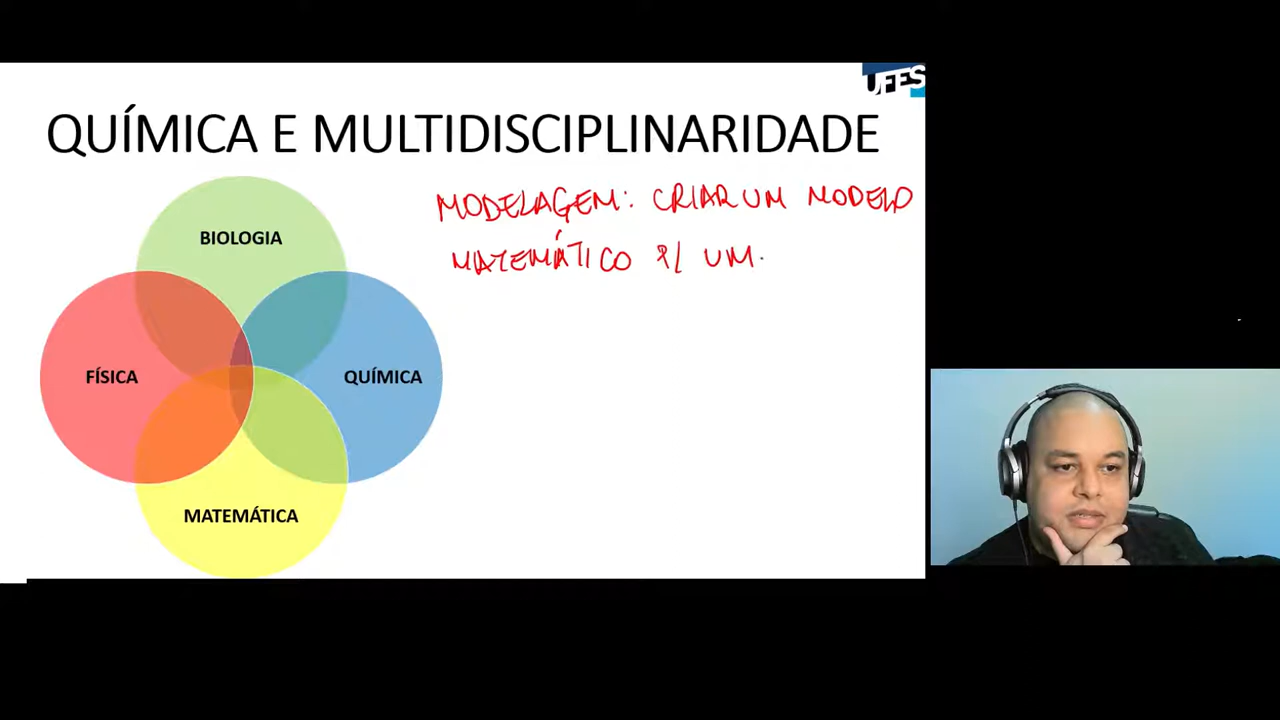 UFES
QUÍMICA E MULTIDISCIPLINARIDADE
MODELAGEM: CRIAR UM MODELO
MATEMÁTICO P/ UM
BIOLOGIA
FÍSICA
QUÍMICA
MATEMÁTICA